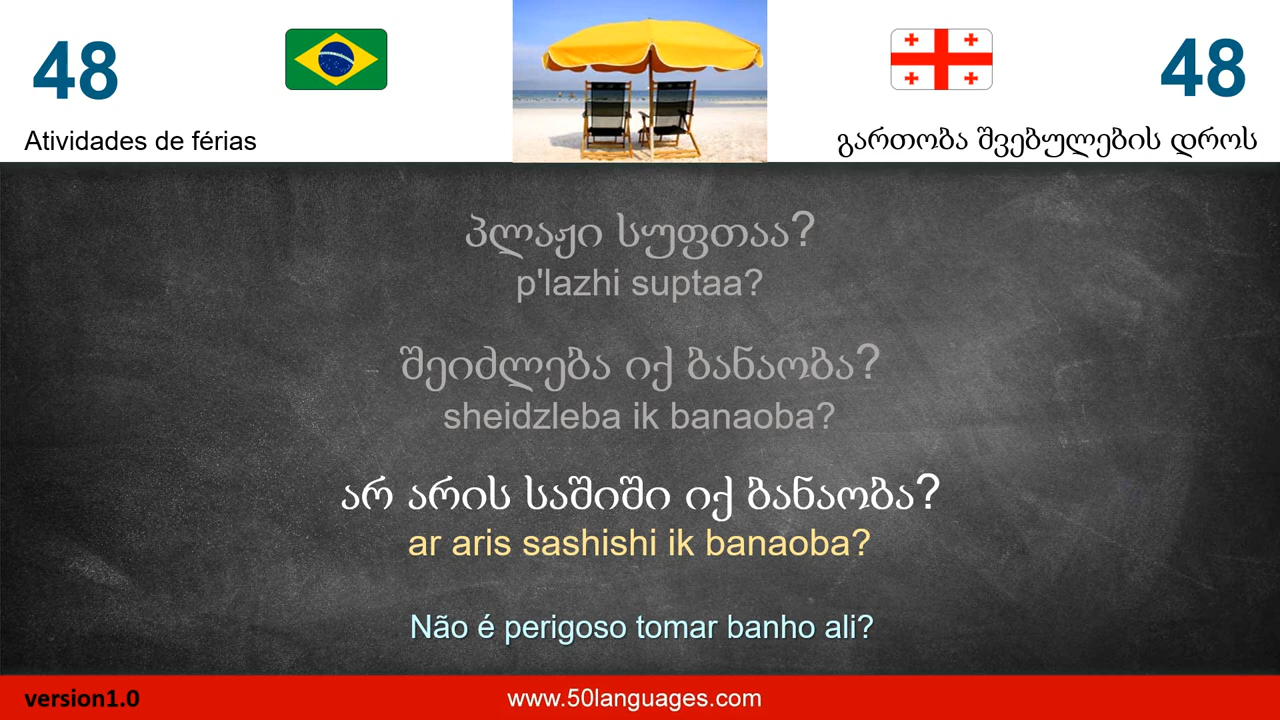 48
48
Atividades de férias
გართობა შვებულების დროს
პლაჟი სუფთაა?
p'lazhi suptaa?
შეიძლება იქ ბანაობა?
sheidzleba ik banaoba?
არ არის საშიში იქ ბანაობა?
ar aris sashishi ik banaoba?
Não é perigoso tomar banho ali?
version1.0
www.50languages.com